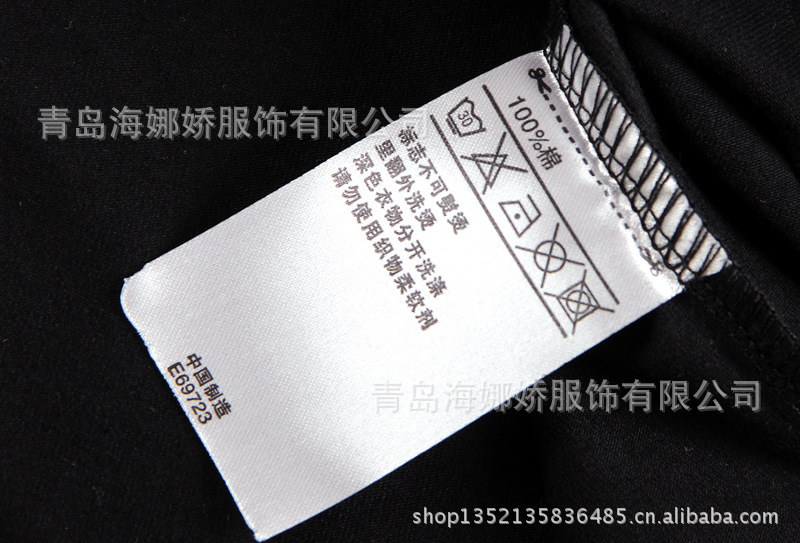 青岛海娜娇服饰有限公司
100%棉
30
标志不可熨烫
里翻外洗烫
深色衣物分开洗涤
请勿使用织物柔软剂
中国制造
E69723
青岛海娜娇服饰有限公司
shop1352135836485.cn.alibaba.com